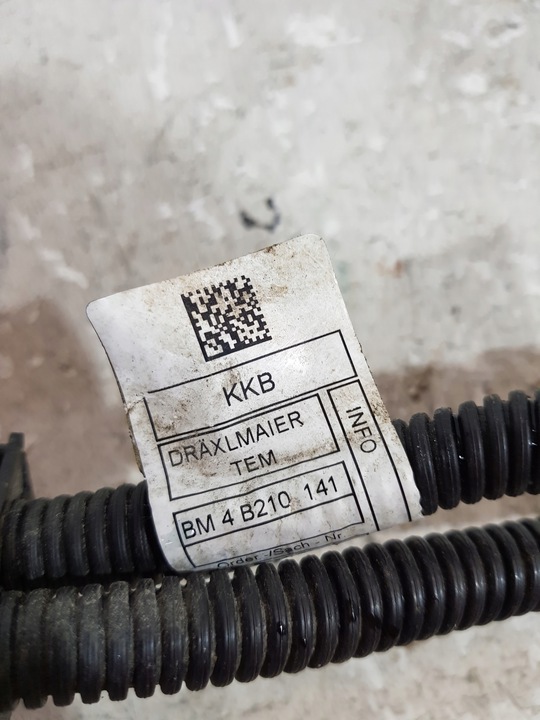 KKB
DRÄXLMAIER
TEM
INFO
BM 4 B210 141
Order-/Sach-Nr